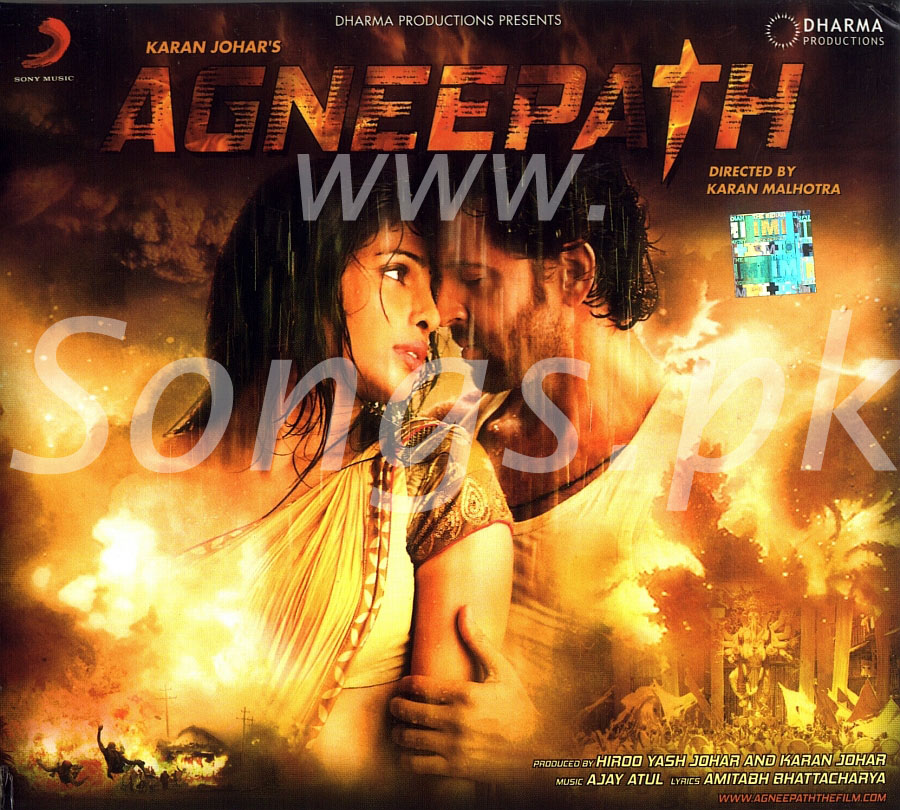 DHARMA PRODUCTIONS PRESENTS
DHARMA
PRODUCTIONS
SONY MUSIC
KARAN JOHAR'S
AGNEEPATH
www.
DIRECTED BY
KARAN MALHOTRA
IMI
Songs.pk
PRODUCED BY HIROO YASH JOHAR AND KARAN JOHAR
MUSIC AJAY ATUL LYRICS AMITABH BHATTACHARYA
WWW.AGNEEPATHTHEFILM.COM